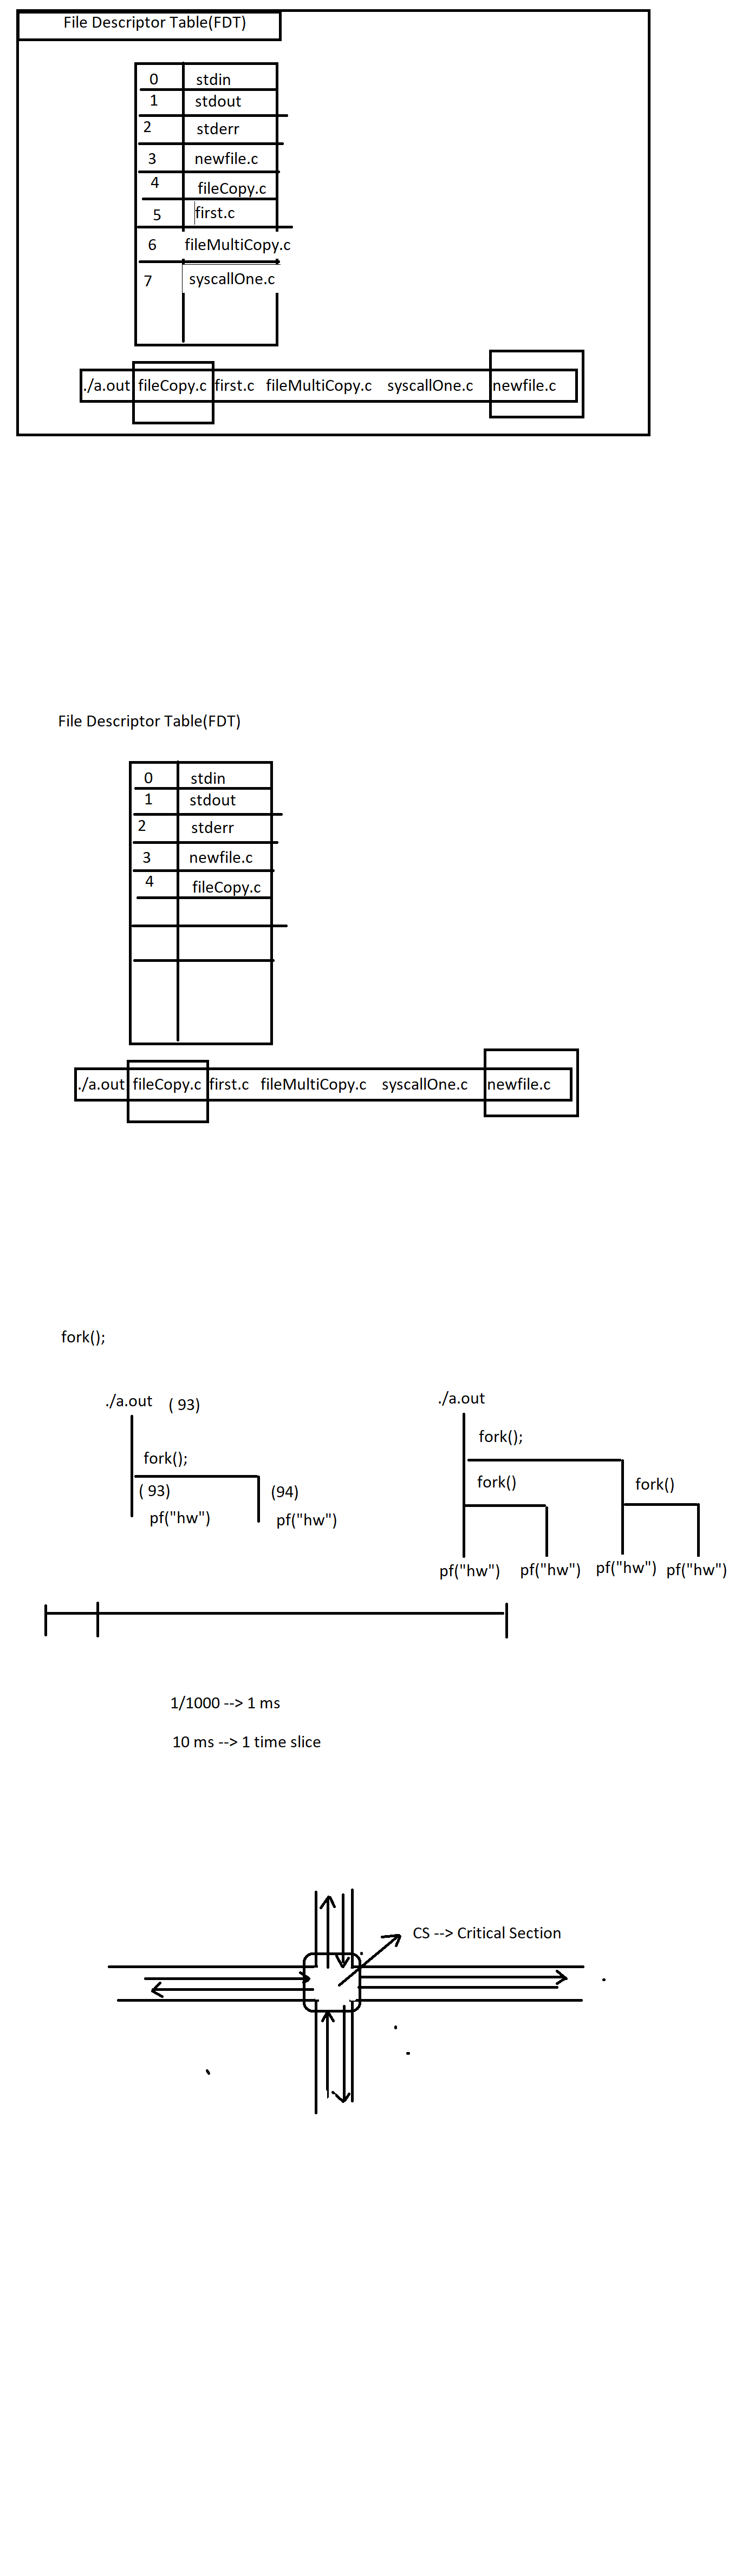 File Descriptor Table(FDT)
0 stdin
1 stdout
2 stderr
3 newfile.c
4 fileCopy.c
5 first.c
6 fileMultiCopy.c
7 syscallOne.c
./a.out fileCopy.c first.c fileMultiCopy.c syscallOne.c newfile.c
File Descriptor Table(FDT)
0 stdin
1 stdout
2 stderr
3 newfile.c
4 fileCopy.c
./a.out fileCopy.c first.c fileMultiCopy.c syscallOne.c newfile.c
fork();
./a.out ( 93)
fork();
( 93) (94)
pf("hw") pf("hw")
./a.out
fork();
fork() fork()
pf("hw") pf("hw") pf("hw") pf("hw")
1/1000 --> 1 ms
10 ms --> 1 time slice
CS --> Critical Section